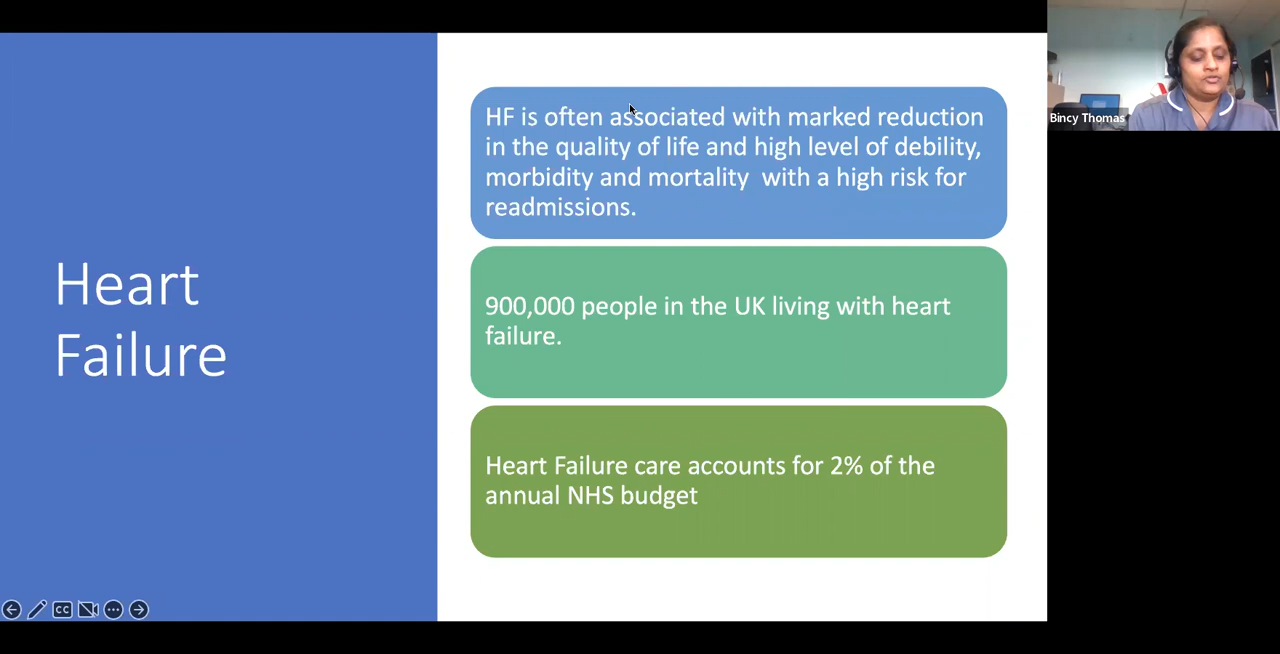 Heart
Failure
HF is often associated with marked reduction
in the quality of life and high level of debility,
morbidity and mortality  with a high risk for
readmissions.
900,000 people in the UK living with heart
failure.
Heart Failure care accounts for 2% of the
annual NHS budget
Bincy Thomas
CC